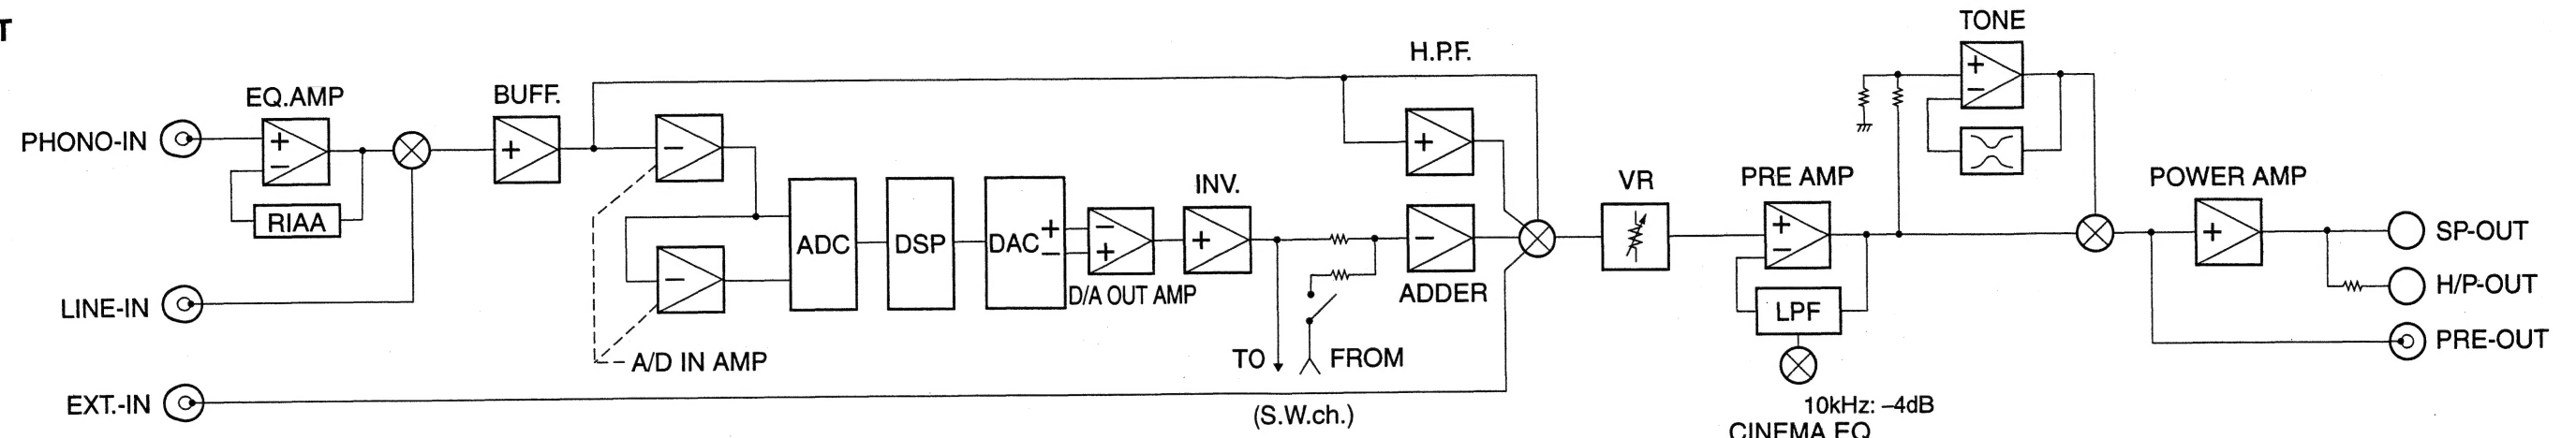 T
TONE
H.P.F.
EQ.AMP
BUFF.
PHONO-IN
+
−
+
−
+
+
−
RIAA
INV.
VR
PRE AMP
POWER AMP
ADC
DSP
DAC
+
−
−
+
+
−
+
−
+
SP-OUT
−
D/A OUT AMP
ADDER
LPF
H/P-OUT
LINE-IN
PRE-OUT
A/D IN AMP
TO
FROM
EXT.-IN
(S.W.ch.)
10kHz: –4dB
CINEMA EQ